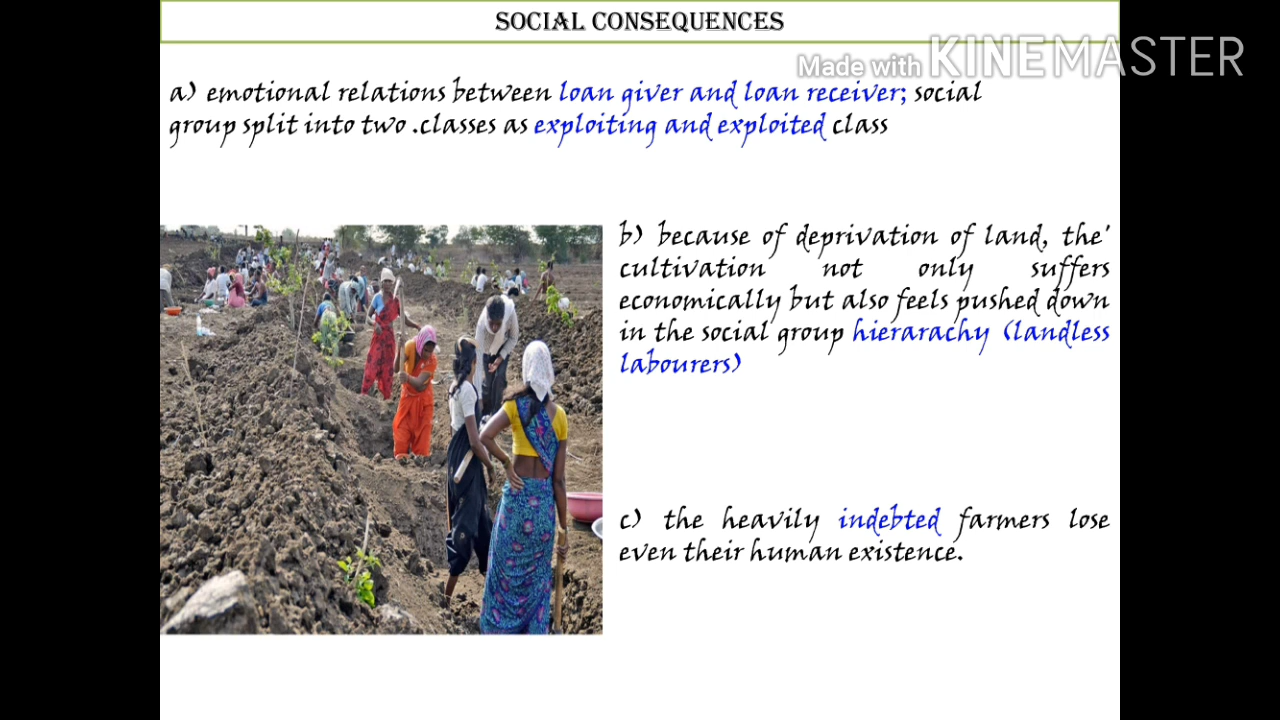 SOCIAL CONSEQUENCES
Made with KINEMASTER
a) emotional relations between loan giver and loan receiver; social
group split into two .classes as exploiting and exploited class
b) because of deprivation of land, the'
cultivation not only suffers
economically but also feels pushed down
in the social group hierarachy (landless
labourers)
c) the heavily indebted farmers lose
even their human existence.